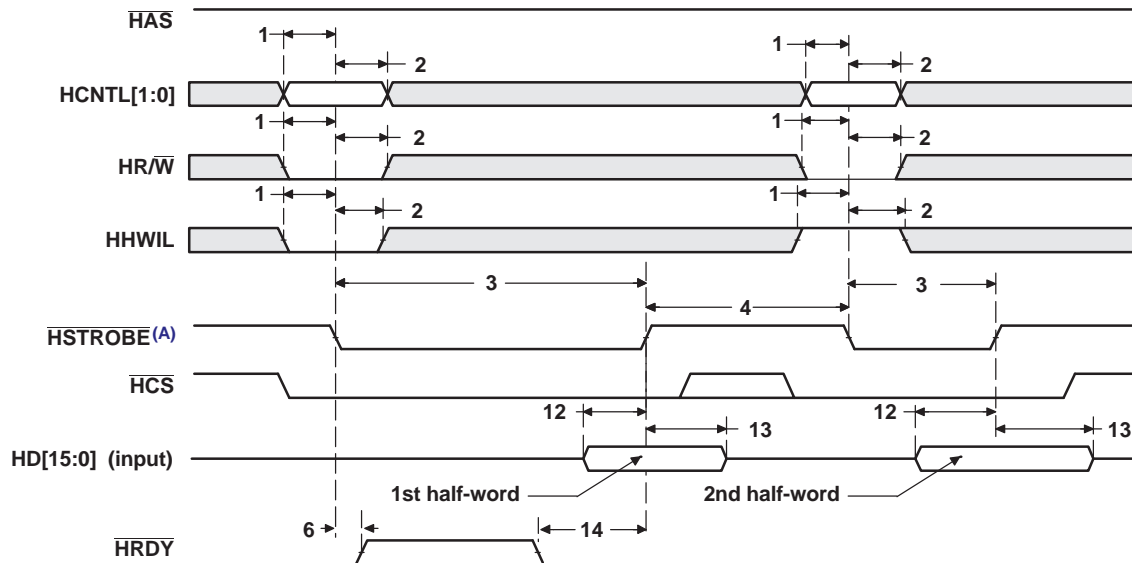 HAS
1 1
2 2
HCNTL[1:0]
1 1
2 2
HR/W
1 1
2 2
HHWIL
3 4 3
HSTROBE(A)
HCS
12 12
13 13
HD[15:0] (input)
1st half-word 2nd half-word
6 14
HRDY